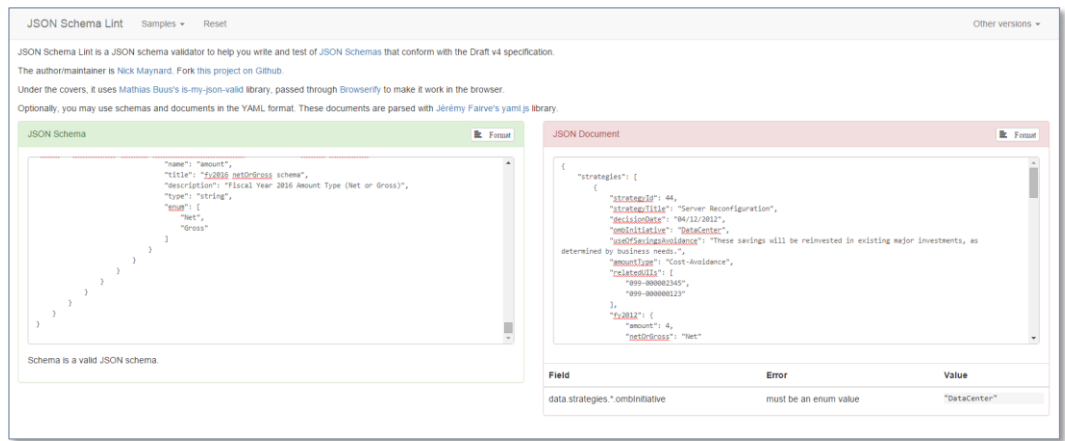 JSON Schema Lint Samples Reset Other versions
JSON Schema Lint is a JSON schema validator to help you write and test of JSON Schemas that conform with the Draft v4 specification.
The author/maintainer is Nick Maynard. Fork this project on Github.
Under the covers, it uses Mathias Buus's is-my-json-valid library, passed through Browserify to make it work in the browser.
Optionally, you may use schemas and documents in the YAML format. These documents are parsed with Jérémy Fairve's yaml.js library.
JSON Schema Format
"name": "amount",
"title": "fy2016 netOrGross schema",
"description": "Fiscal Year 2016 Amount Type (Net or Gross)",
"type": "string",
"enum": [
"Net",
"Gross"
]
}
}
}
}
}
}
}
}
Schema is a valid JSON schema.
JSON Document Format
{
"strategies": [
{
"strategyId": 44,
"strategyTitle": "Server Reconfiguration",
"decisionDate": "04/12/2012",
"ombInitiative": "DataCenter",
"useOfSavingsAvoidance": "These savings will be reinvested in existing major investments, as
determined by business needs.",
"amountType": "Cost-Avoidance",
"relatedUIIs": [
"099-000002345",
"099-000000123"
],
"fy2012": {
"amount": 4,
"netOrGross": "Net"
Field Error Value
data.strategies.*.ombInitiative must be an enum value "DataCenter"